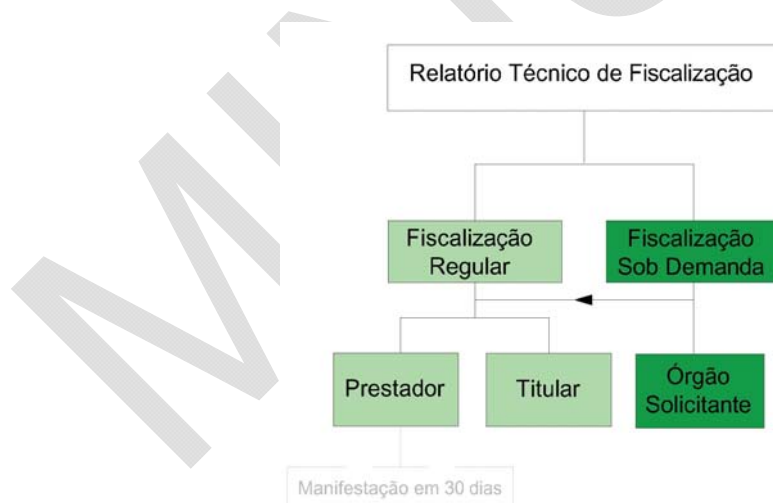 Relatório Técnico de Fiscalização
Fiscalização
Regular
Fiscalização
Sob Demanda
Prestador
Titular
Órgão
Solicitante
Manifestação em 30 dias